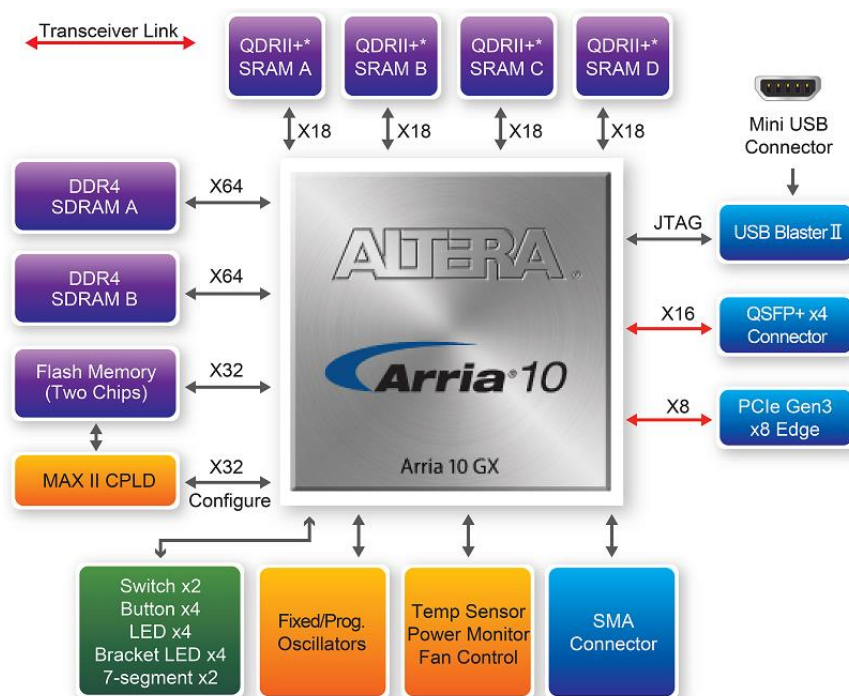 Transceiver Link
QDRII+*
SRAM A
QDRII+*
SRAM B
QDRII+*
SRAM C
QDRII+*
SRAM D
X18
X18
X18
X18
Mini USB
Connector
DDR4
SDRAM A
X64
DDR4
SDRAM B
X64
Flash Memory
(Two Chips)
X32
MAX II CPLD
X32
Configure
ALTERA®
Arria® 10
Arria 10 GX
JTAG
USB Blaster II
X16
QSFP+ x4
Connector
X8
PCIe Gen3
x8 Edge
Switch x2
Button x4
LED x4
Bracket LED x4
7-segment x2
Fixed/Prog.
Oscillators
Temp Sensor
Power Monitor
Fan Control
SMA
Connector